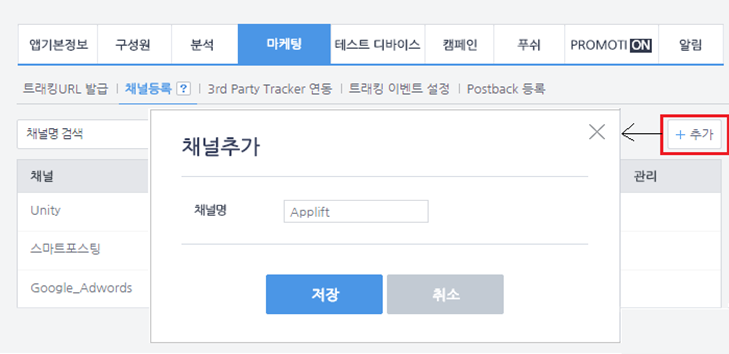 앱기본정보 구성원 분석 마케팅 테스트 디바이스 캠페인 푸쉬 PROMOTION 알림
트래킹URL 발급 채널등록 ? 3rd Party Tracker 연동 트래킹 이벤트 설정 Postback 등록
채널명 검색
+ 추가
채널 관리
Unity
스마트포스팅
Google_Adwords
채널추가
채널명 Applift
저장 취소